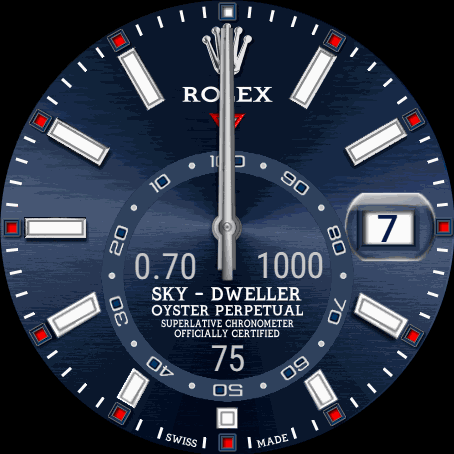 ROLEX
100
10
90
20
80
7
0.70
1000
SKY - DWELLER
OYSTER PERPETUAL
SUPERLATIVE CHRONOMETER
OFFICIALLY CERTIFIED
30
70
75
40
60
50
SWISS MADE